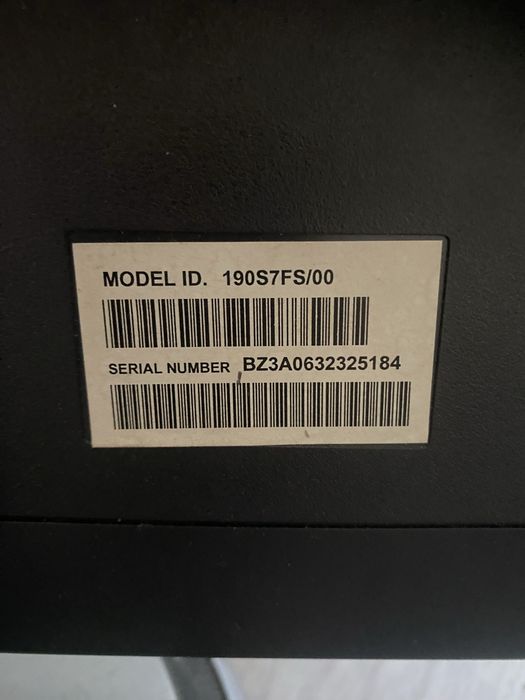 MODEL ID. 190S7FS/00
SERIAL NUMBER BZ3A0632325184